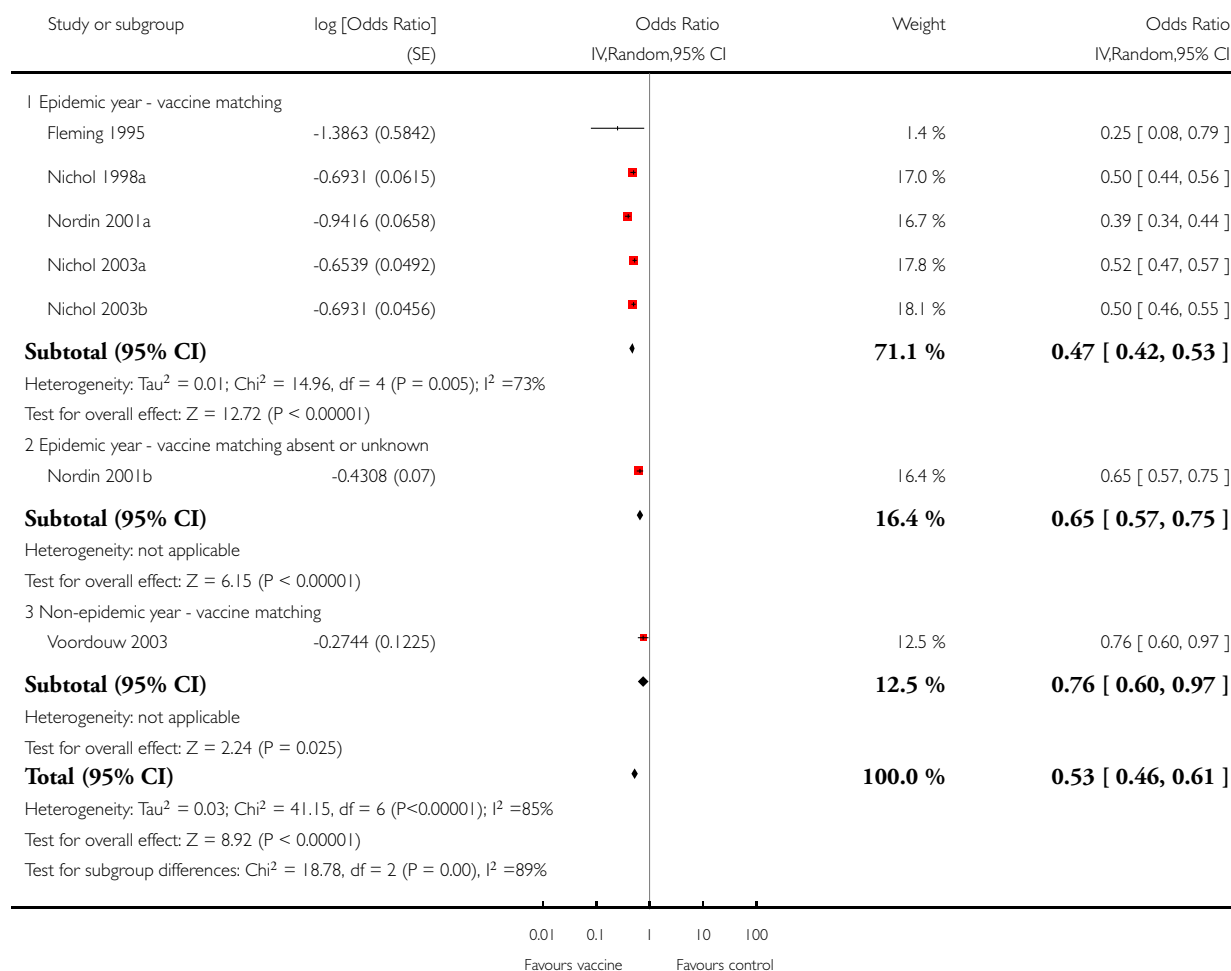 Study or subgroup log [Odds Ratio] Odds Ratio Weight Odds Ratio
(SE) IV,Random,95% CI IV,Random,95% CI
1 Epidemic year - vaccine matching
Fleming 1995 -1.3863 (0.5842) 1.4 % 0.25 [ 0.08, 0.79 ]
Nichol 1998a -0.6931 (0.0615) 17.0 % 0.50 [ 0.44, 0.56 ]
Nordin 2001a -0.9416 (0.0658) 16.7 % 0.39 [ 0.34, 0.44 ]
Nichol 2003a -0.6539 (0.0492) 17.8 % 0.52 [ 0.47, 0.57 ]
Nichol 2003b -0.6931 (0.0456) 18.1 % 0.50 [ 0.46, 0.55 ]
Subtotal (95% CI) 71.1 % 0.47 [ 0.42, 0.53 ]
Heterogeneity: Tau² = 0.01; Chi² = 14.96, df = 4 (P = 0.005); I² =73%
Test for overall effect: Z = 12.72 (P < 0.00001)
2 Epidemic year - vaccine matching absent or unknown
Nordin 2001b -0.4308 (0.07) 16.4 % 0.65 [ 0.57, 0.75 ]
Subtotal (95% CI) 16.4 % 0.65 [ 0.57, 0.75 ]
Heterogeneity: not applicable
Test for overall effect: Z = 6.15 (P < 0.00001)
3 Non-epidemic year - vaccine matching
Voordouw 2003 -0.2744 (0.1225) 12.5 % 0.76 [ 0.60, 0.97 ]
Subtotal (95% CI) 12.5 % 0.76 [ 0.60, 0.97 ]
Heterogeneity: not applicable
Test for overall effect: Z = 2.24 (P = 0.025)
Total (95% CI) 100.0 % 0.53 [ 0.46, 0.61 ]
Heterogeneity: Tau² = 0.03; Chi² = 41.15, df = 6 (P<0.00001); I² =85%
Test for overall effect: Z = 8.92 (P < 0.00001)
Test for subgroup differences: Chi² = 18.78, df = 2 (P = 0.00), I² =89%
0.01 0.1 1 10 100
Favours vaccine Favours control